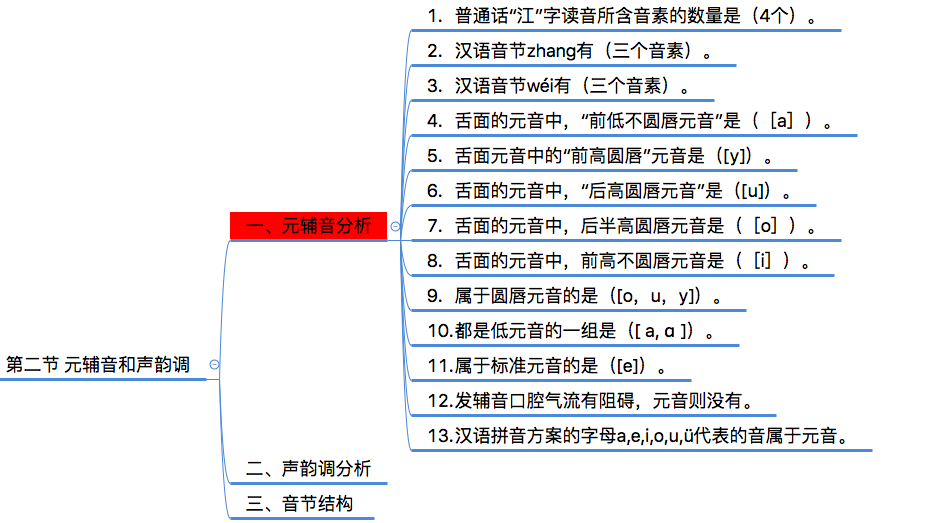 1. 普通话“江”字读音所含音素的数量是（4个）。
2. 汉语音节zhang有（三个音素）。
3. 汉语音节wéi有（三个音素）。
4. 舌面的元音中，“前低不圆唇元音”是（［a］）。
5. 舌面元音中的“前高圆唇”元音是（[y]）。
6. 舌面的元音中，“后高圆唇元音”是（[u]）。
一、元辅音分析
7. 舌面的元音中，后半高圆唇元音是（［o］）。
8. 舌面的元音中，前高不圆唇元音是（［i］）。
9. 属于圆唇元音的是（[o，u，y]）。
10.都是低元音的一组是（[ a, ɑ ]）。
第二节 元辅音和声韵调
11.属于标准元音的是（[e]）。
12.发辅音口腔气流有阻碍，元音则没有。
13.汉语拼音方案的字母a,e,i,o,u,ü代表的音属于元音。
二、声韵调分析
三、音节结构